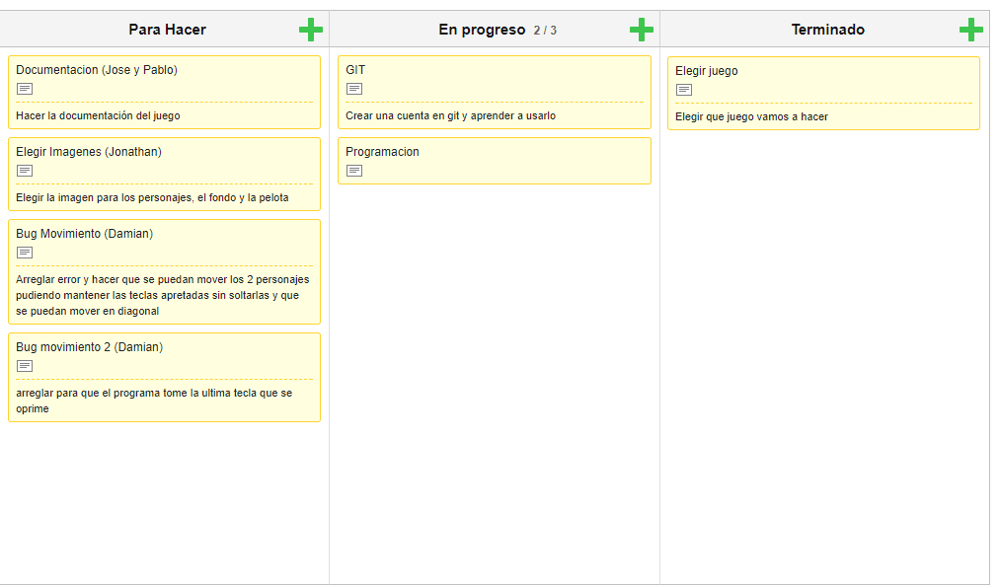 Para Hacer
Documentacion (Jose y Pablo)
Hacer la documentación del juego
Elegir Imagenes (Jonathan)
Elegir la imagen para los personajes, el fondo y la pelota
Bug Movimiento (Damian)
Arreglar error y hacer que se puedan mover los 2 personajes
pudiendo mantener las teclas apretadas sin soltarlas y que
se puedan mover en diagonal
Bug movimiento 2 (Damian)
arreglar para que el programa tome la ultima tecla que se
oprime
En progreso 2 / 3
GIT
Crear una cuenta en git y aprender a usarlo
Programacion
Terminado
Elegir juego
Elegir que juego vamos a hacer